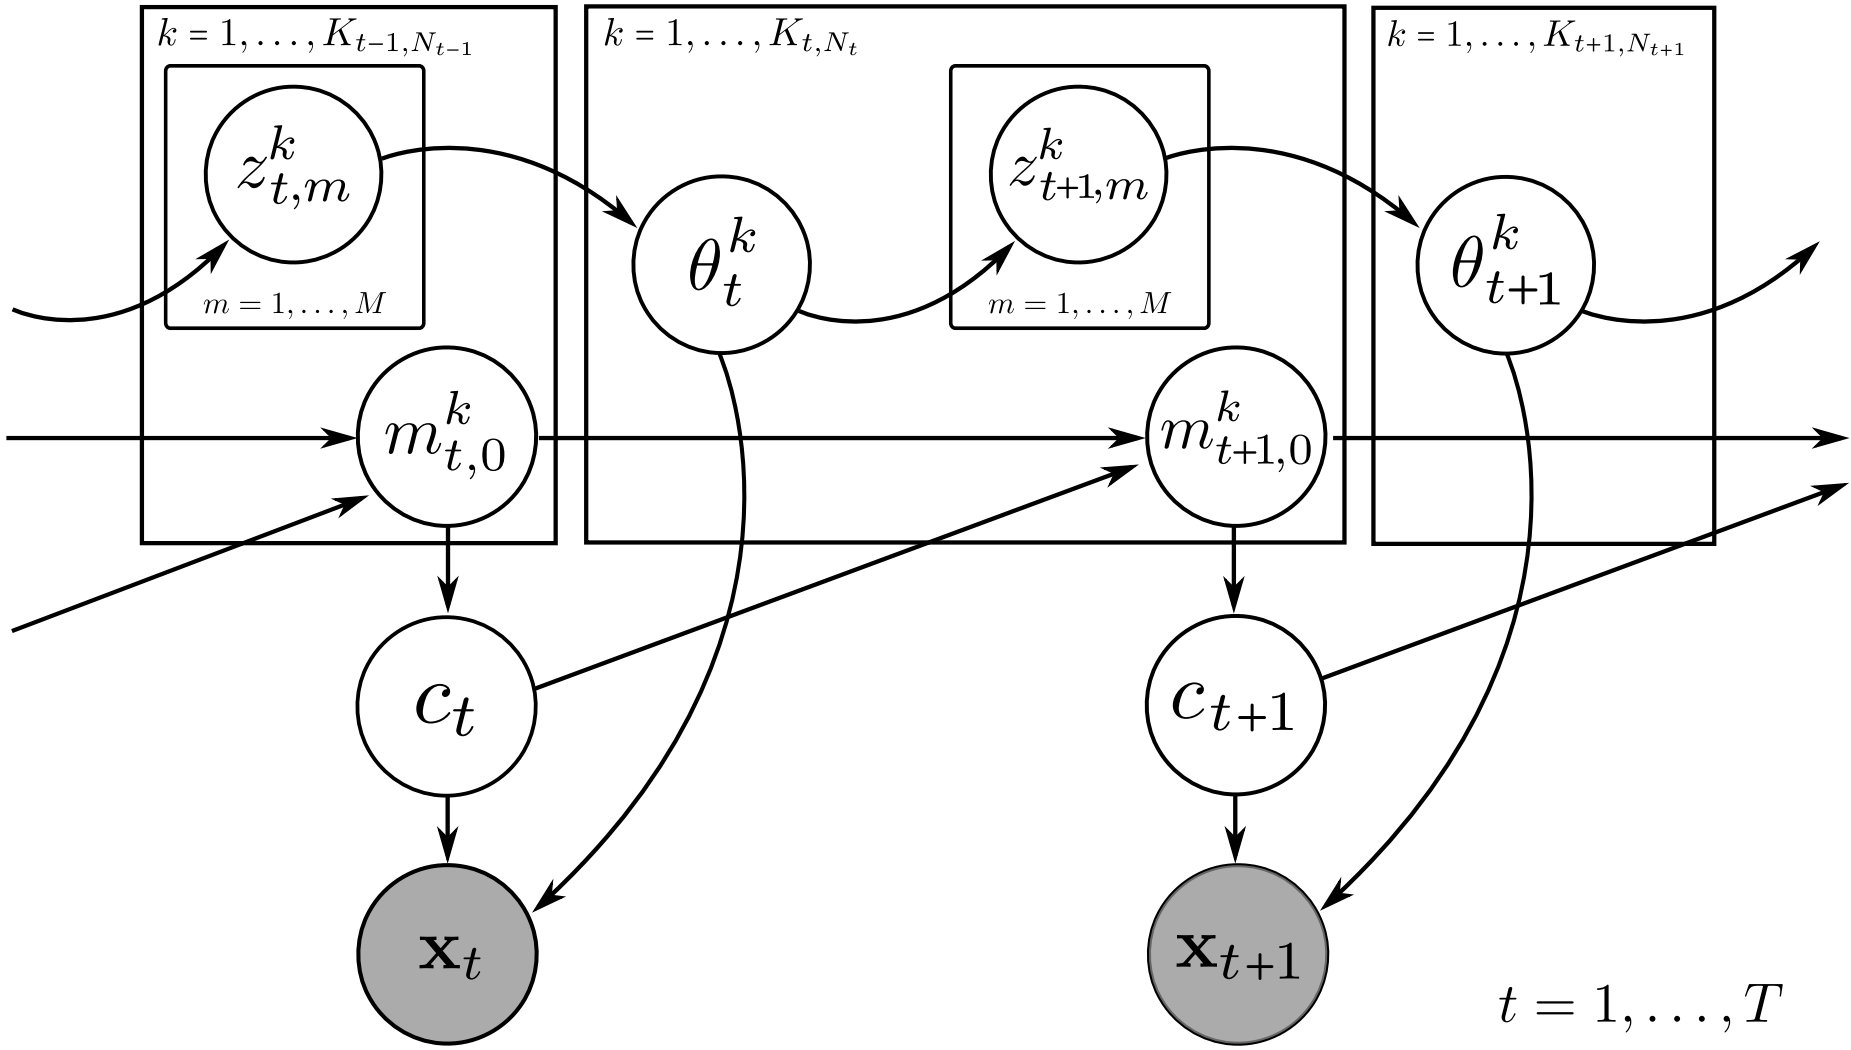 k = 1, . . . , K_{t−1,N_{t−1}}
k = 1, . . . , K_{t,N_t}
k = 1, . . . , K_{t+1,N_{t+1}}
z^k_{t,m}
z^k_{t+1,m}
θ^k_t
θ^k_{t+1}
m = 1, . . . , M
m = 1, . . . , M
m^k_{t,0}
m^k_{t+1,0}
c_t
c_{t+1}
x_t
x_{t+1}
t = 1, . . . , T